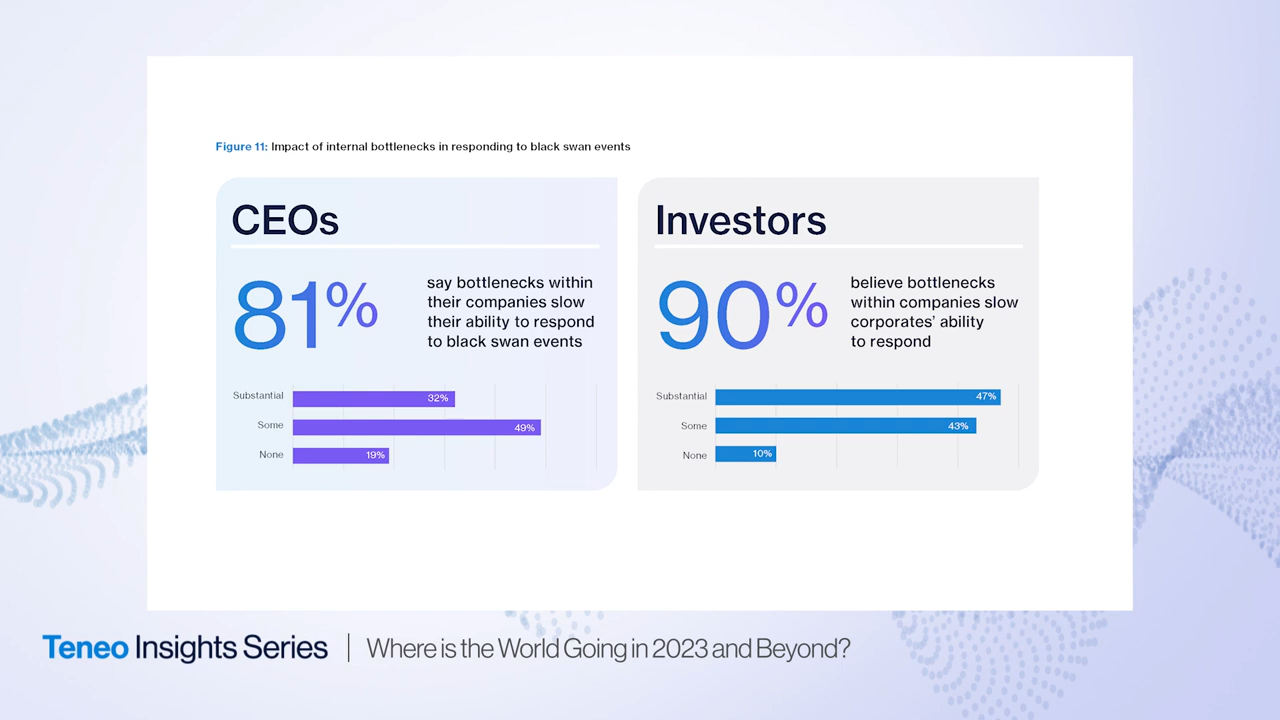 Figure 11: Impact of internal bottlenecks in responding to black swan events
CEOs
81%
say bottlenecks within
their companies slow
their ability to respond
to black swan events
Substantial 32%
Some 49%
None 19%
Investors
90%
believe bottlenecks
within companies slow
corporates’ ability
to respond
Substantial 47%
Some 43%
None 10%
Teneo Insights Series | Where is the World Going in 2023 and Beyond?